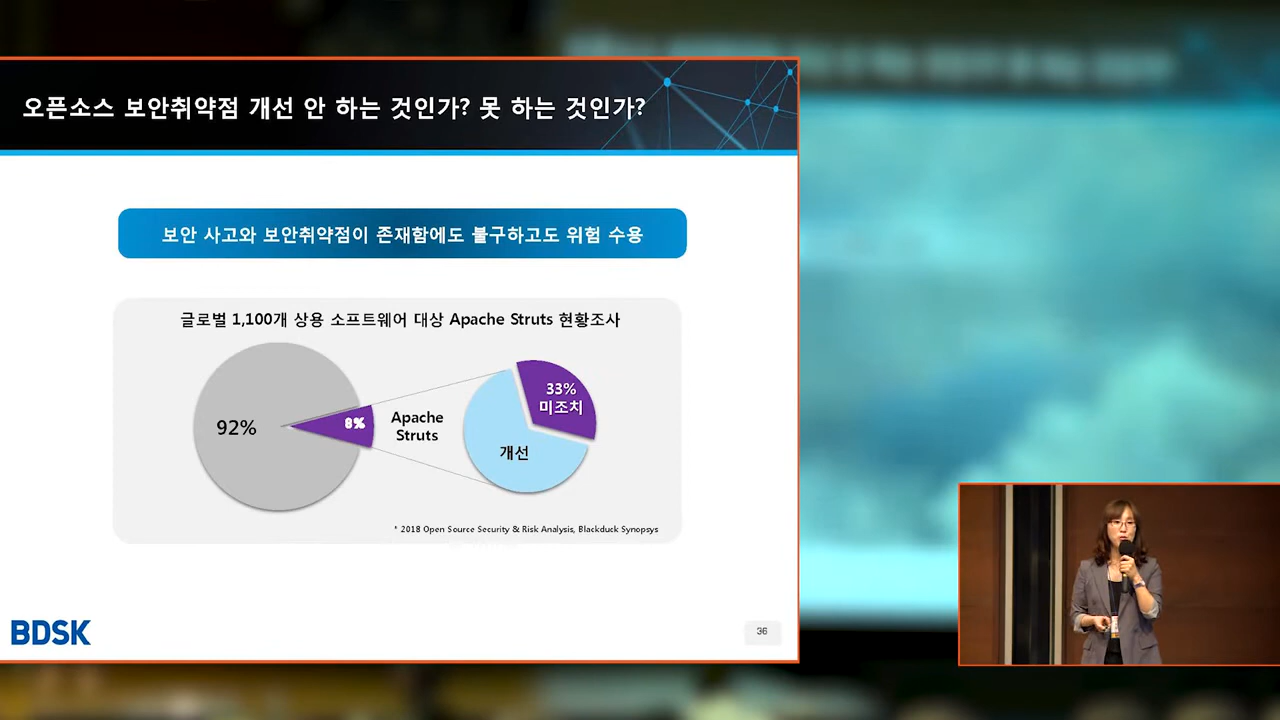 오픈소스 보안취약점 개선 안 하는 것인가? 못 하는 것인가?
보안 사고와 보안취약점이 존재함에도 불구하고도 위험 수용
글로벌 1,100개 상용 소프트웨어 대상 Apache Struts 현황조사
92%
8%
Apache
Struts
33%
미조치
개선
* 2018 Open Source Security & Risk Analysis, Blackduck Synopsys
BDSK
36